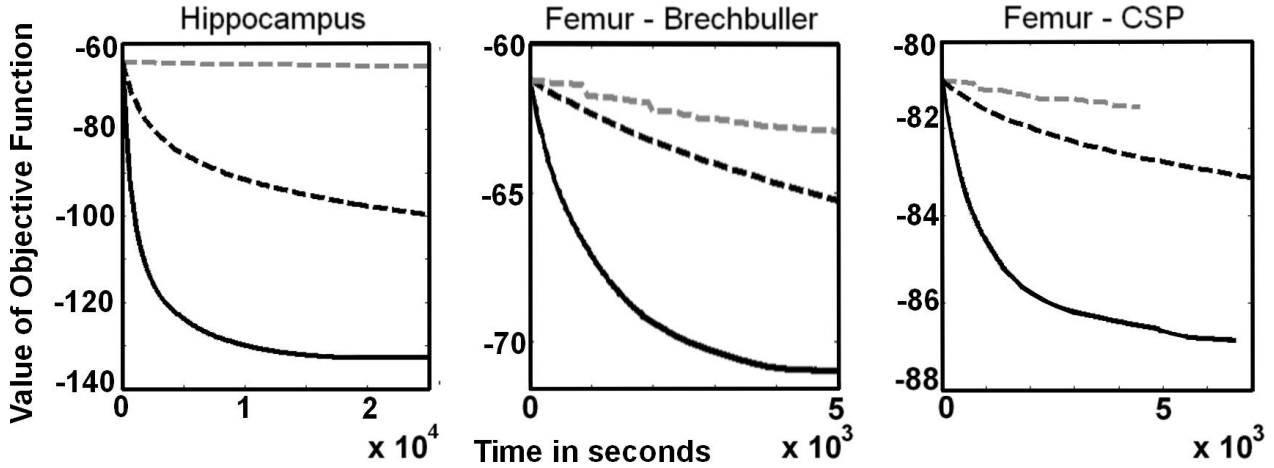 Hippocampus
Femur - Brechbuller
Femur - CSP
Value of Objective Function
-60
-80
-100
-120
-140
0
1
2
x 10^4
-60
-65
-70
0
5
x 10^3
-80
-82
-84
-86
-88
0
5
x 10^3
Time in seconds